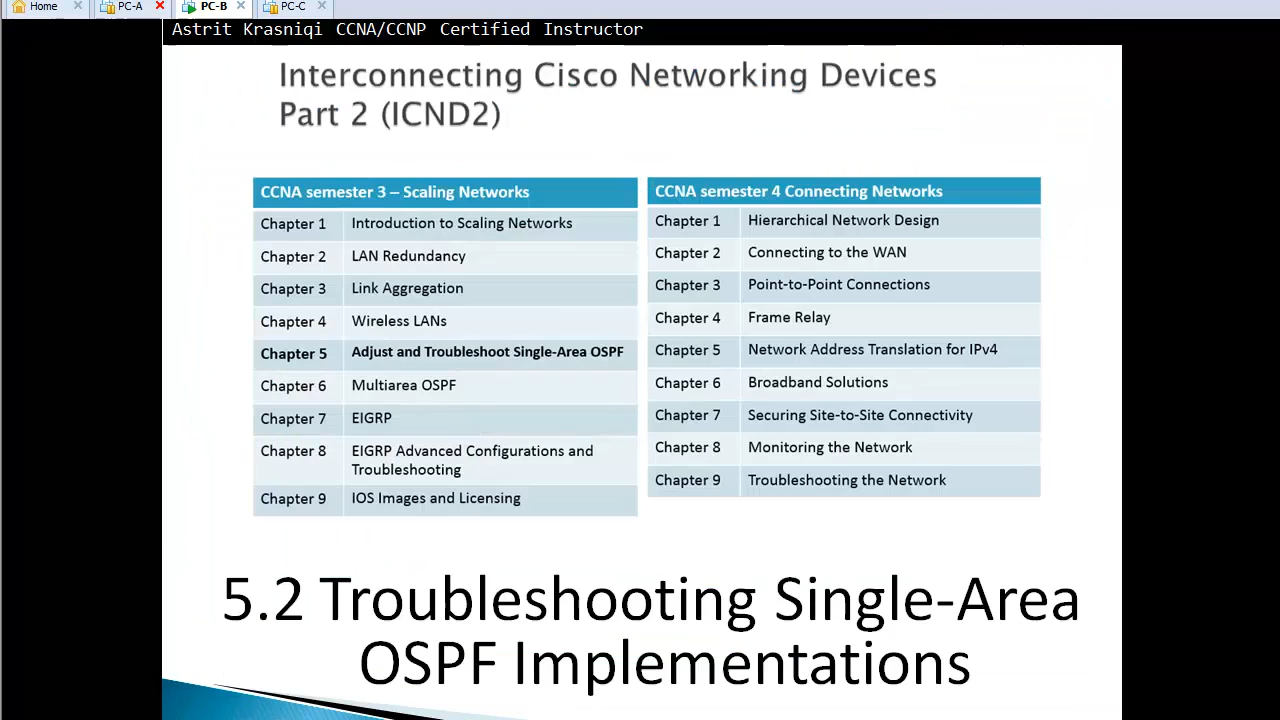 Home
PC-A
PC-B
PC-C
Astrit Krasniqi CCNA/CCNP Certified Instructor
Interconnecting Cisco Networking Devices
Part 2 (ICND2)
CCNA semester 3 – Scaling Networks
Chapter 1 Introduction to Scaling Networks
Chapter 2 LAN Redundancy
Chapter 3 Link Aggregation
Chapter 4 Wireless LANs
Chapter 5 Adjust and Troubleshoot Single-Area OSPF
Chapter 6 Multiarea OSPF
Chapter 7 EIGRP
Chapter 8 EIGRP Advanced Configurations and
Troubleshooting
Chapter 9 IOS Images and Licensing
CCNA semester 4 Connecting Networks
Chapter 1 Hierarchical Network Design
Chapter 2 Connecting to the WAN
Chapter 3 Point-to-Point Connections
Chapter 4 Frame Relay
Chapter 5 Network Address Translation for IPv4
Chapter 6 Broadband Solutions
Chapter 7 Securing Site-to-Site Connectivity
Chapter 8 Monitoring the Network
Chapter 9 Troubleshooting the Network
5.2 Troubleshooting Single-Area
OSPF Implementations